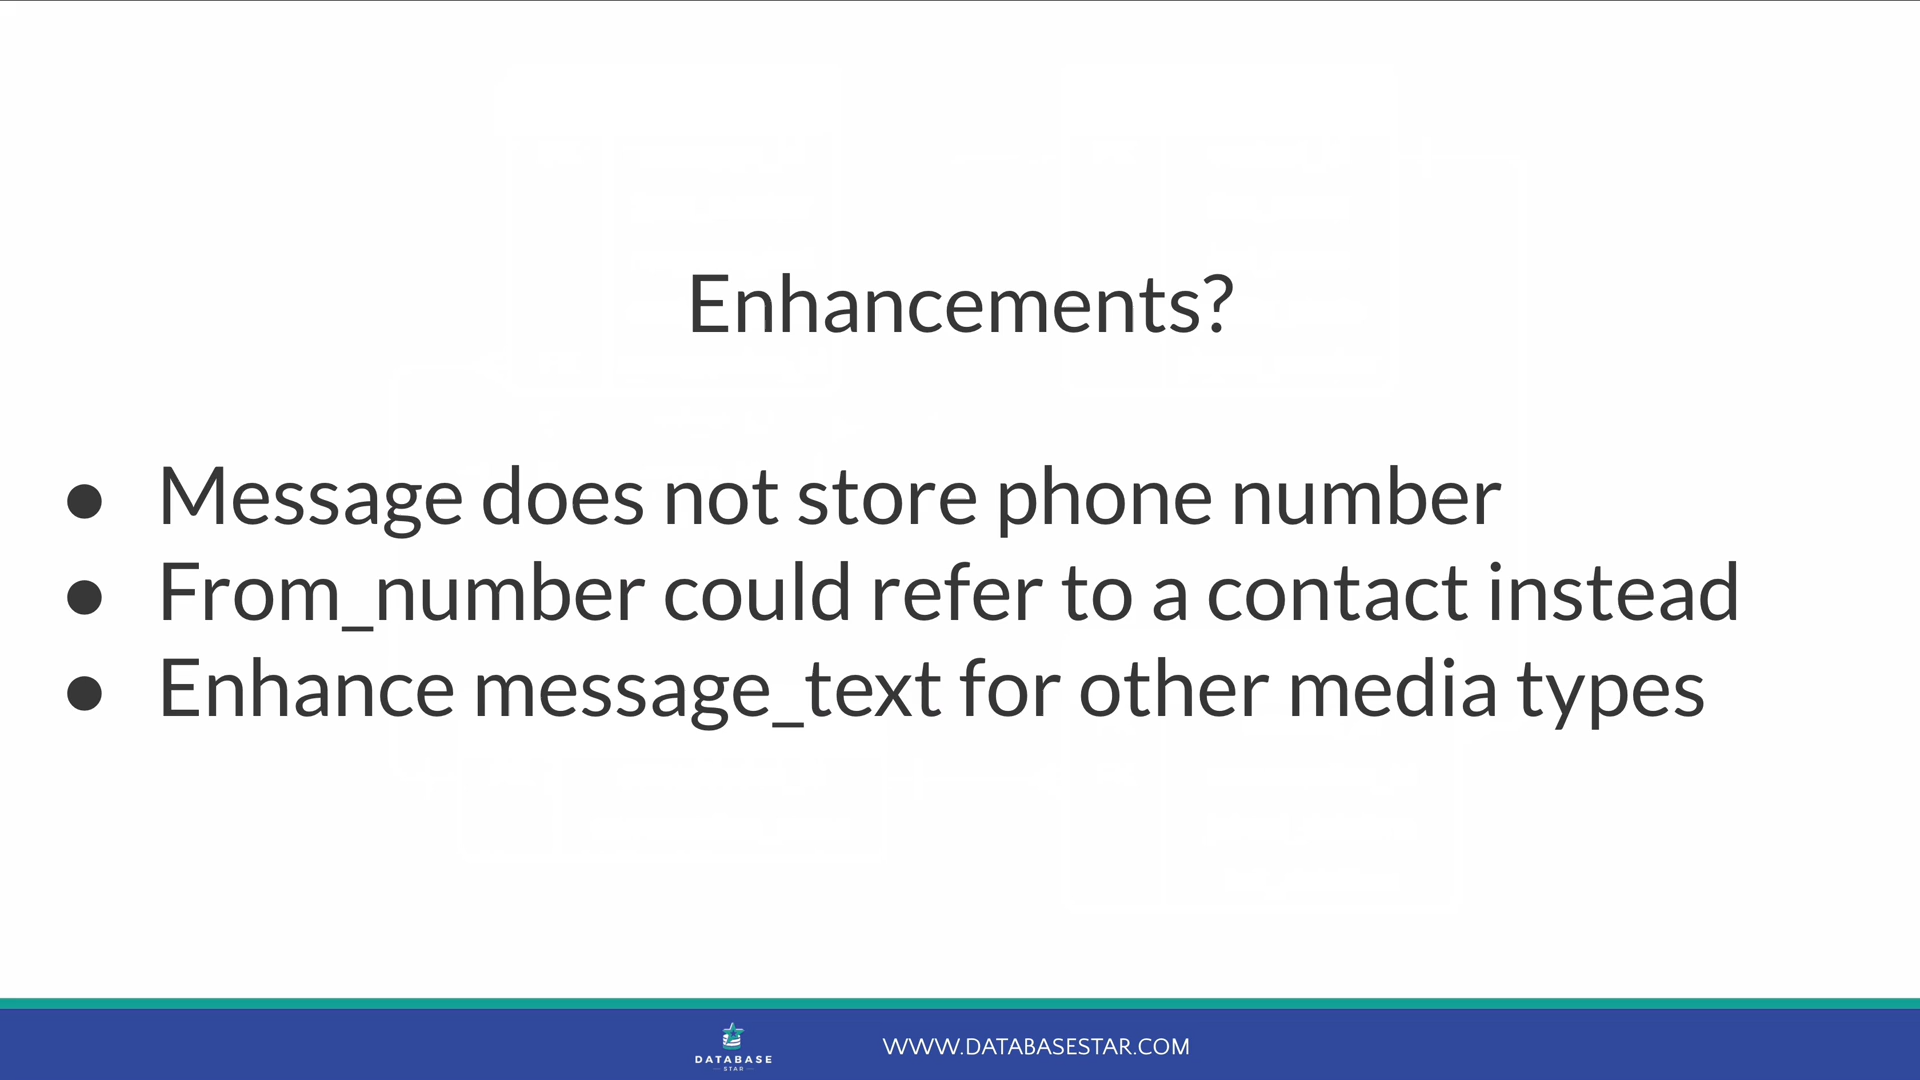 Enhancements?
● Message does not store phone number
● From_number could refer to a contact instead
● Enhance message_text for other media types
DATABASE
STAR
WWW.DATABASESTAR.COM